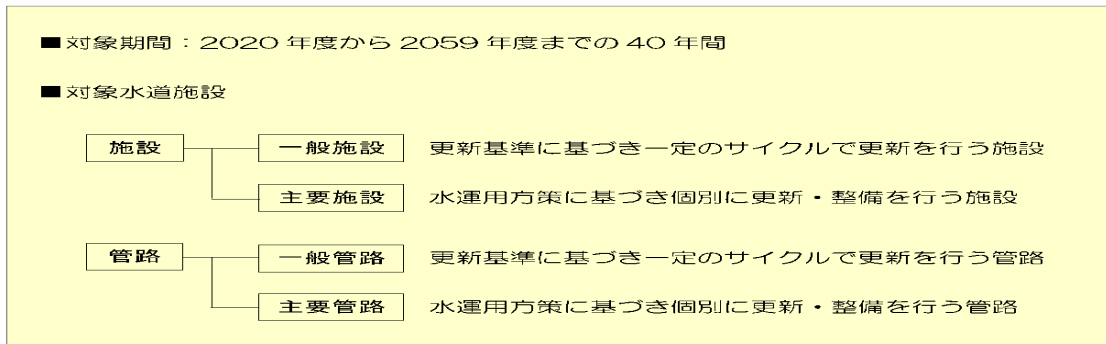 ■対象期間：2020 年度から 2059 年度までの 40 年間
■対象水道施設
施設 一般施設 更新基準に基づき一定のサイクルで更新を行う施設
主要施設 水運用方策に基づき個別に更新・整備を行う施設
管路 一般管路 更新基準に基づき一定のサイクルで更新を行う管路
主要管路 水運用方策に基づき個別に更新・整備を行う管路